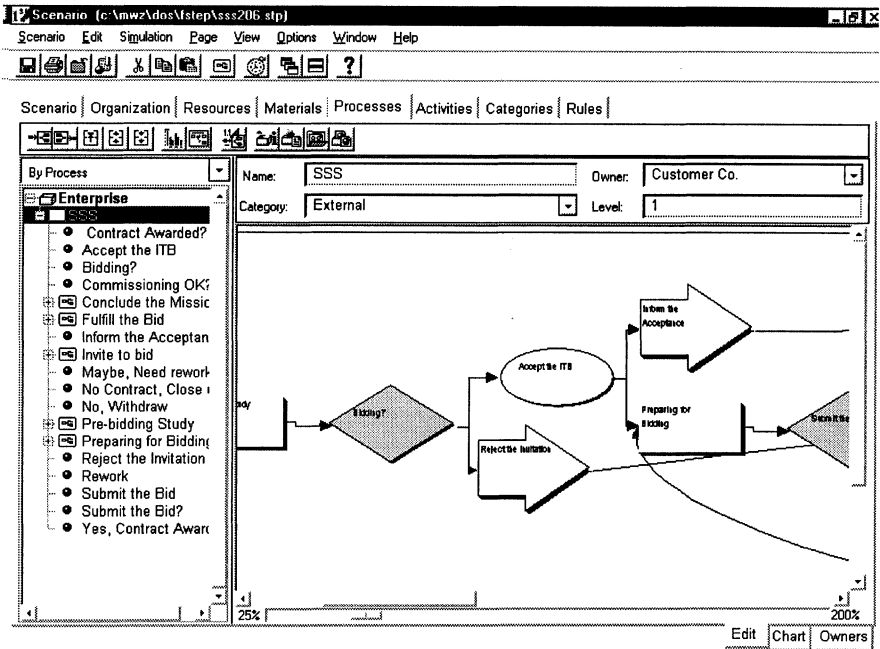 Scenario (c:\mwz\dos\fstep\sss206.stp)
Scenario Edit Simulation Page View Options Window Help
Scenario Organization Resources Materials Processes Activities Categories Rules
By Process
Name: SSS Owner: Customer Co.
Category: External Level: 1
Enterprise
SSS
Contract Awarded?
Accept the ITB
Bidding?
Commissioning OK?
Conclude the Missic
Fulfill the Bid
Inform the Acceptan
Invite to bid
Maybe, Need rework
No Contract, Close
No, Withdraw
Pre-bidding Study
Preparing for Bidding
Reject the Invitation
Rework
Submit the Bid
Submit the Bid?
Yes, Contract Awarc
Inform the
Acceptance
Accept the ITB
Bidding?
Preparing for
Bidding
Submit the
Reject the Invitation
25% 200%
Edit Chart Owners